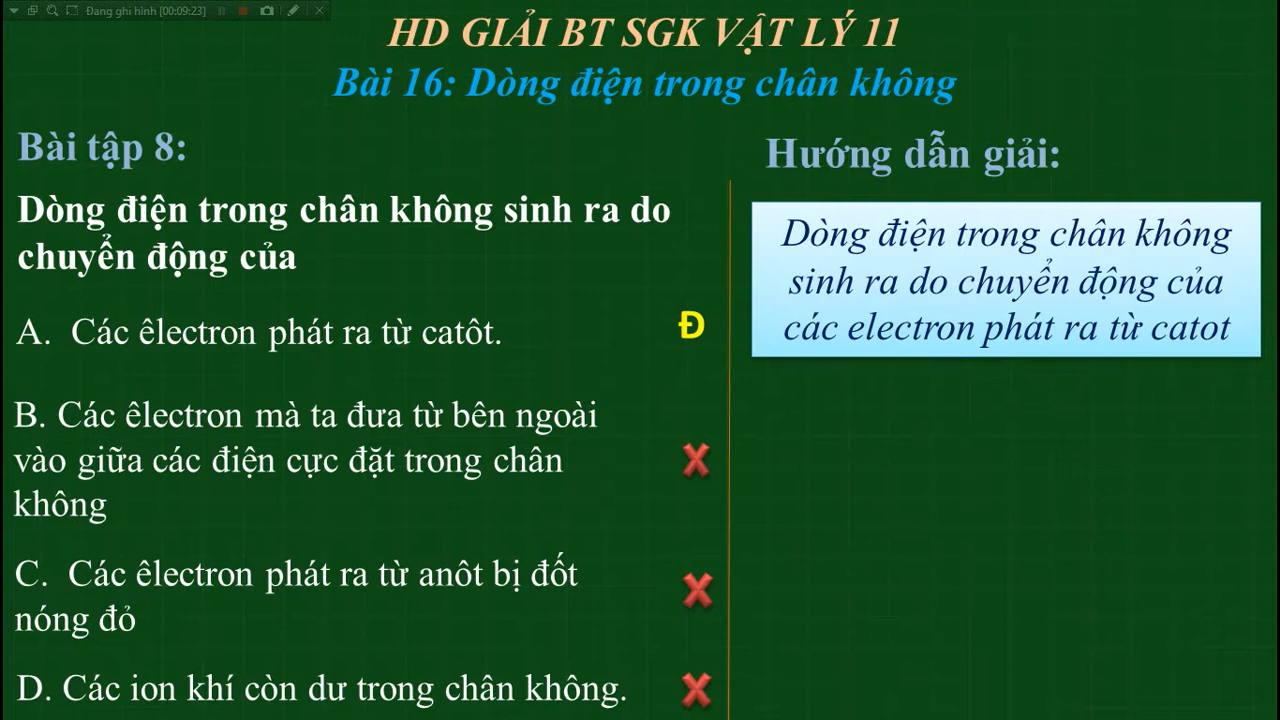 Đang ghi hình [00:09:23]
HD GIẢI BT SGK VẬT LÝ 11
Bài 16: Dòng điện trong chân không
Bài tập 8:
Dòng điện trong chân không sinh ra do
chuyển động của
A. Các êlectron phát ra từ catôt.
Đ
B. Các êlectron mà ta đưa từ bên ngoài
vào giữa các điện cực đặt trong chân
không
C. Các êlectron phát ra từ anôt bị đốt
nóng đỏ
D. Các ion khí còn dư trong chân không.
Hướng dẫn giải:
Dòng điện trong chân không
sinh ra do chuyển động của
các electron phát ra từ catot